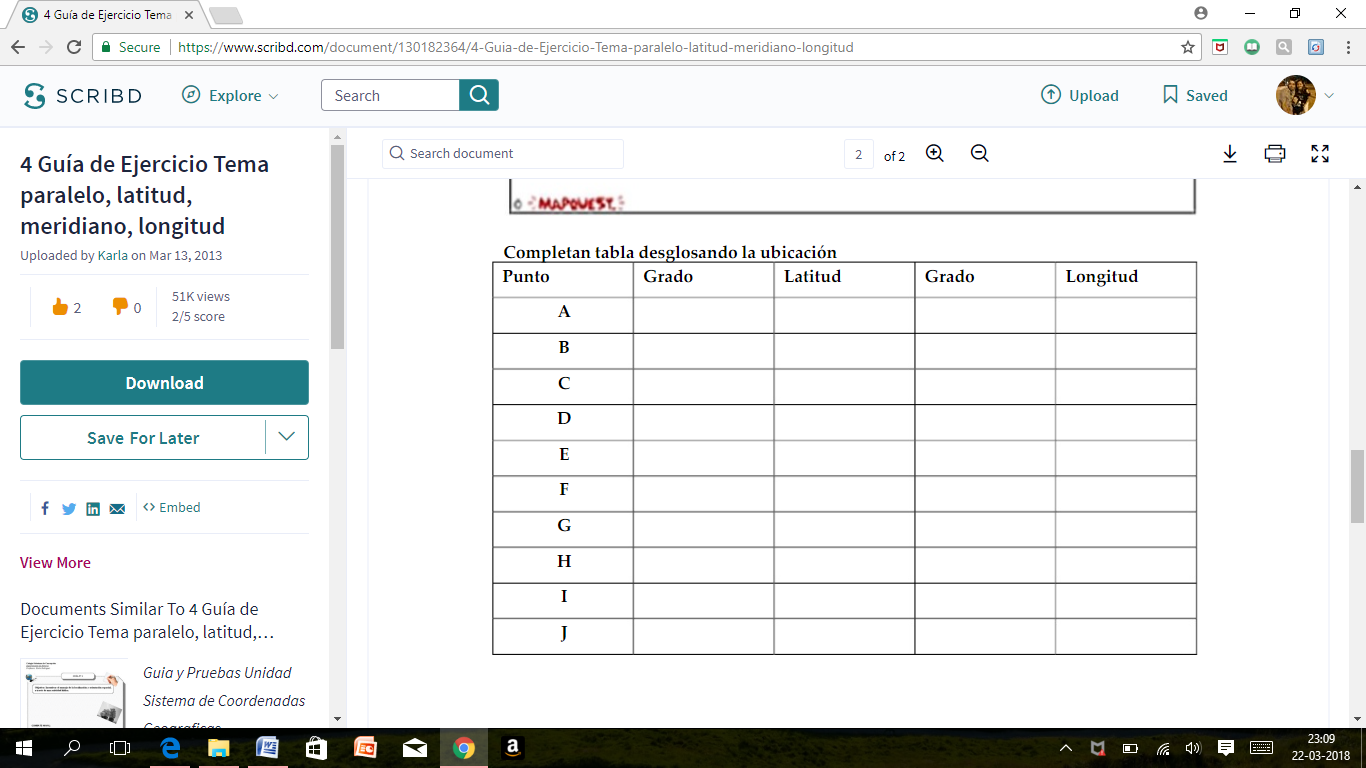 4 Guía de Ejercicio Tema
Secure
https://www.scribd.com/document/130182364/4-Guia-de-Ejercicio-Tema-paralelo-latitud-meridiano-longitud
SCRIBD
Explore
Search
Upload
Saved
4 Guía de Ejercicio Tema
paralelo, latitud,
meridiano, longitud
Uploaded by Karla on Mar 13, 2013
2
0
51K views
2/5 score
Download
Save For Later
Embed
View More
Documents Similar To 4 Guía de
Ejercicio Tema paralelo, latitud,…
Guia y Pruebas Unidad
Sistema de Coordenadas
Geograficas
Search document
2 of 2
MAPQUEST
Completan tabla desglosando la ubicación
Punto Grado Latitud Grado Longitud
A
B
C
D
E
F
G
H
I
J
23:09
22-03-2018